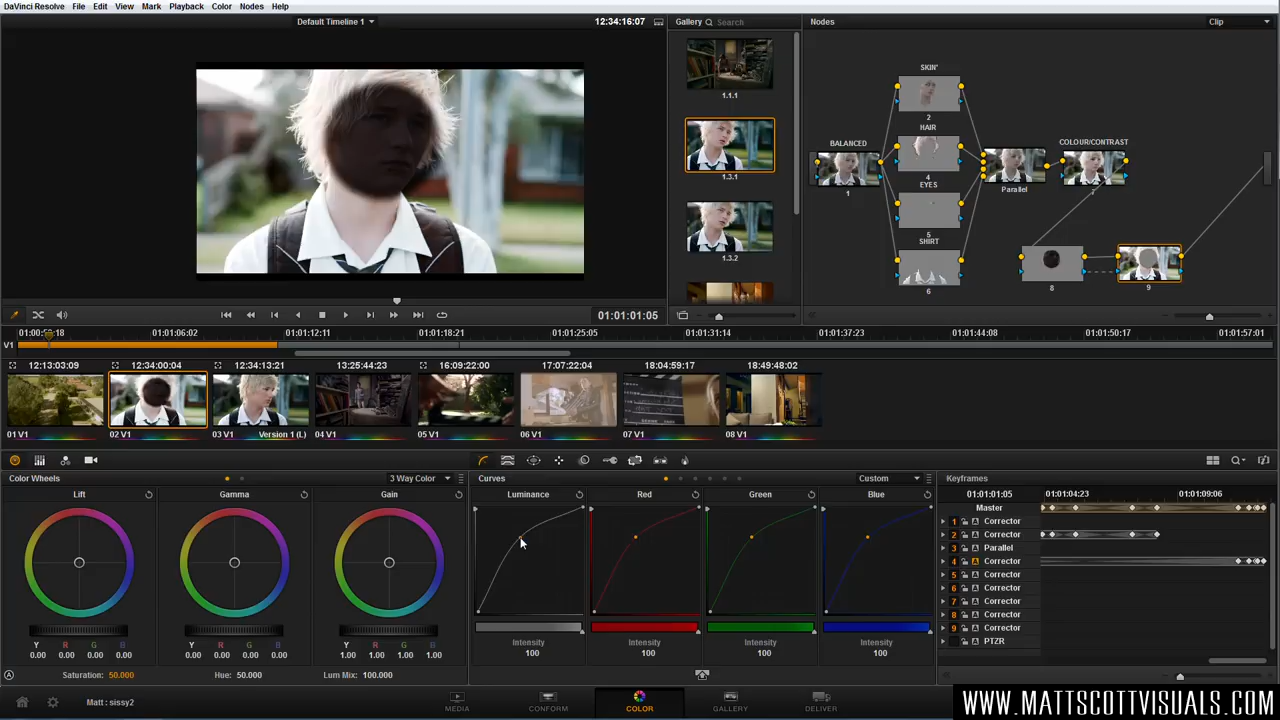 DaVinci Resolve File Edit View Mark Playback Color Nodes Help
Default Timeline 1 12:34:16:07 Gallery Search Nodes Clip
1.1.1
1.3.1
1.3.2
SKIN'
2
HAIR
BALANCED
1
4
EYES
COLOUR/CONTRAST
Parallel
5
SHIRT
6
8
9
01:01:01:05
01:01:06:02 01:01:12:11 01:01:18:21 01:01:25:05 01:01:31:14 01:01:37:23 01:01:44:08 01:01:50:17 01:01:57:01
V1
12:13:03:09 12:34:00:04 12:34:13:21 13:25:44:23 16:09:22:00 17:07:22:04 18:04:59:17 18:49:48:02
01 V1 02 V1 03 V1 Version 1 (L) 04 V1 05 V1 06 V1 07 V1 08 V1
Color Wheels 3 Way Color Curves Custom Keyframes
Lift Gamma Gain Luminance Red Green Blue
01:01:01:05 01:01:04:23 01:01:09:06
Master
1 Corrector
2 Corrector
3 Parallel
4 Corrector
5 Corrector
6 Corrector
7 Corrector
8 Corrector
9 Corrector
PTZR
Y R G B Y R G B Y R G B
0.00 0.00 0.00 0.00 0.00 0.00 0.00 0.00 1.00 1.00 1.00 1.00
Intensity Intensity Intensity Intensity
100 100 100 100
A Saturation: 50.000 Hue: 50.000 Lum Mix: 100.000
Matt : sissy2 MEDIA CONFORM COLOR GALLERY DELIVER
WWW.MATTSCOTTVISUALS.COM